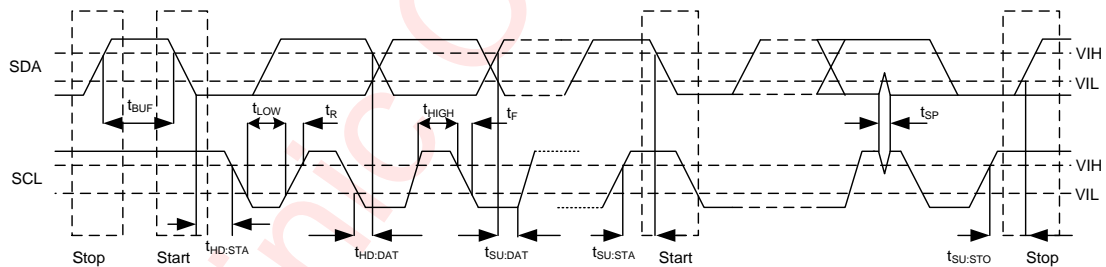 SDA
VIH
VIL
tBUF
tLOW
tR
tHIGH
tF
tSP
SCL
VIH
VIL
tHD:STA
tHD:DAT
tSU:DAT
tSU:STA
tSU:STO
Stop
Start
Start
Stop